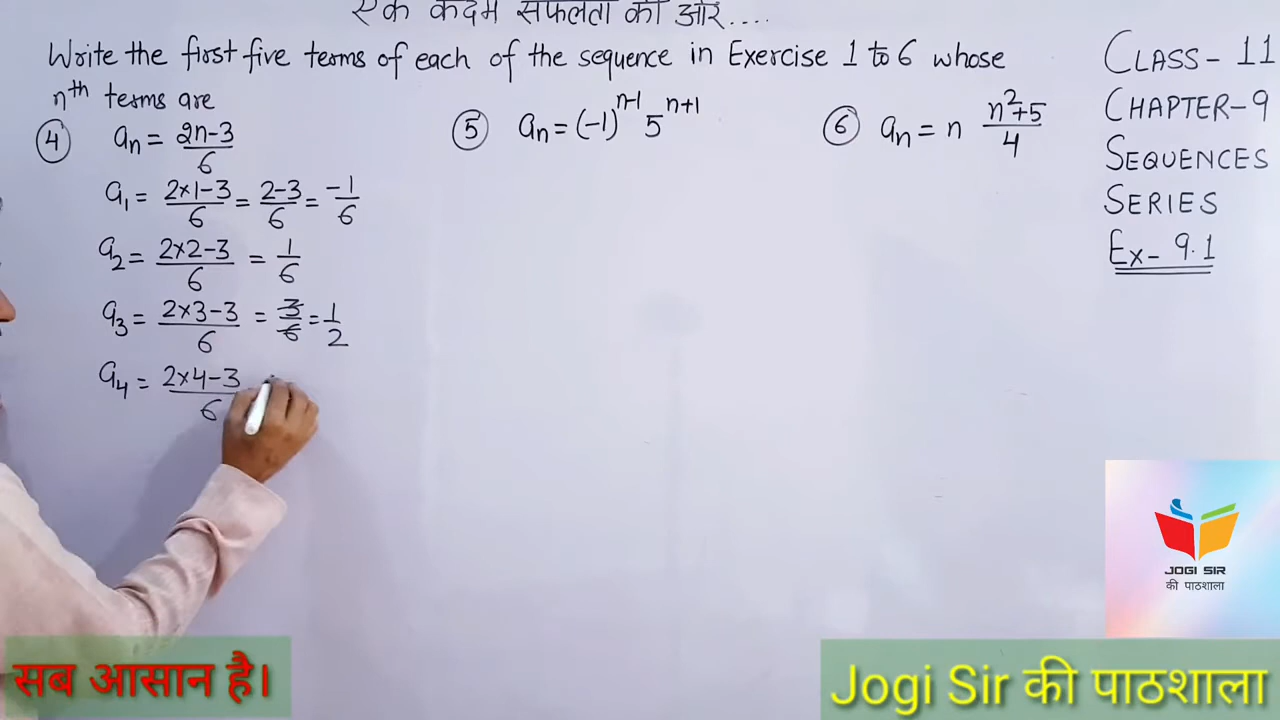 एक कदम सफलता की ओर....
Write the first five terms of each of the sequence in Exercise 1 to 6 whose
nth terms are
④ aₙ = (2n-3)/6
a₁ = (2×1-3)/6 = (2-3)/6 = -1/6
a₂ = (2×2-3)/6 = 1/6
a₃ = (2×3-3)/6 = 3/6 = 1/2
a₄ = (2×4-3)/6
⑤ aₙ = (-1)ⁿ⁻¹ 5ⁿ⁺¹
⑥ aₙ = n (n²+5)/4
CLASS- 11
CHAPTER-9
SEQUENCES
SERIES
Ex- 9.1
JOGI SIR
की पाठशाला
सब आसान है।
Jogi Sir की पाठशाला